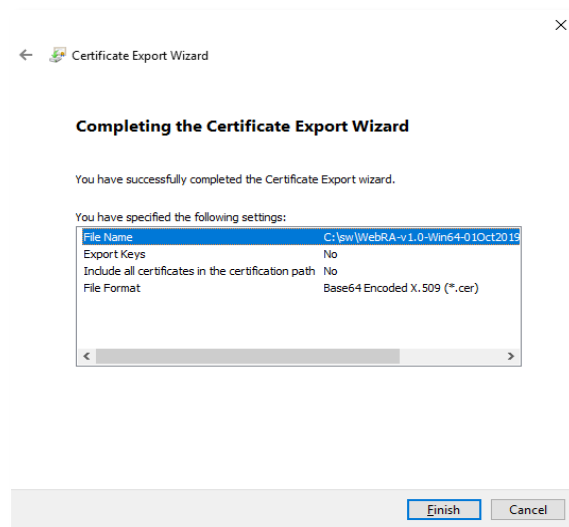 Certificate Export Wizard
Completing the Certificate Export Wizard
You have successfully completed the Certificate Export wizard.
You have specified the following settings:
File Name C:\sw\WebRA-v1.0-Win64-01Oct2019
Export Keys No
Include all certificates in the certification path No
File Format Base64 Encoded X.509 (*.cer)
Finish Cancel